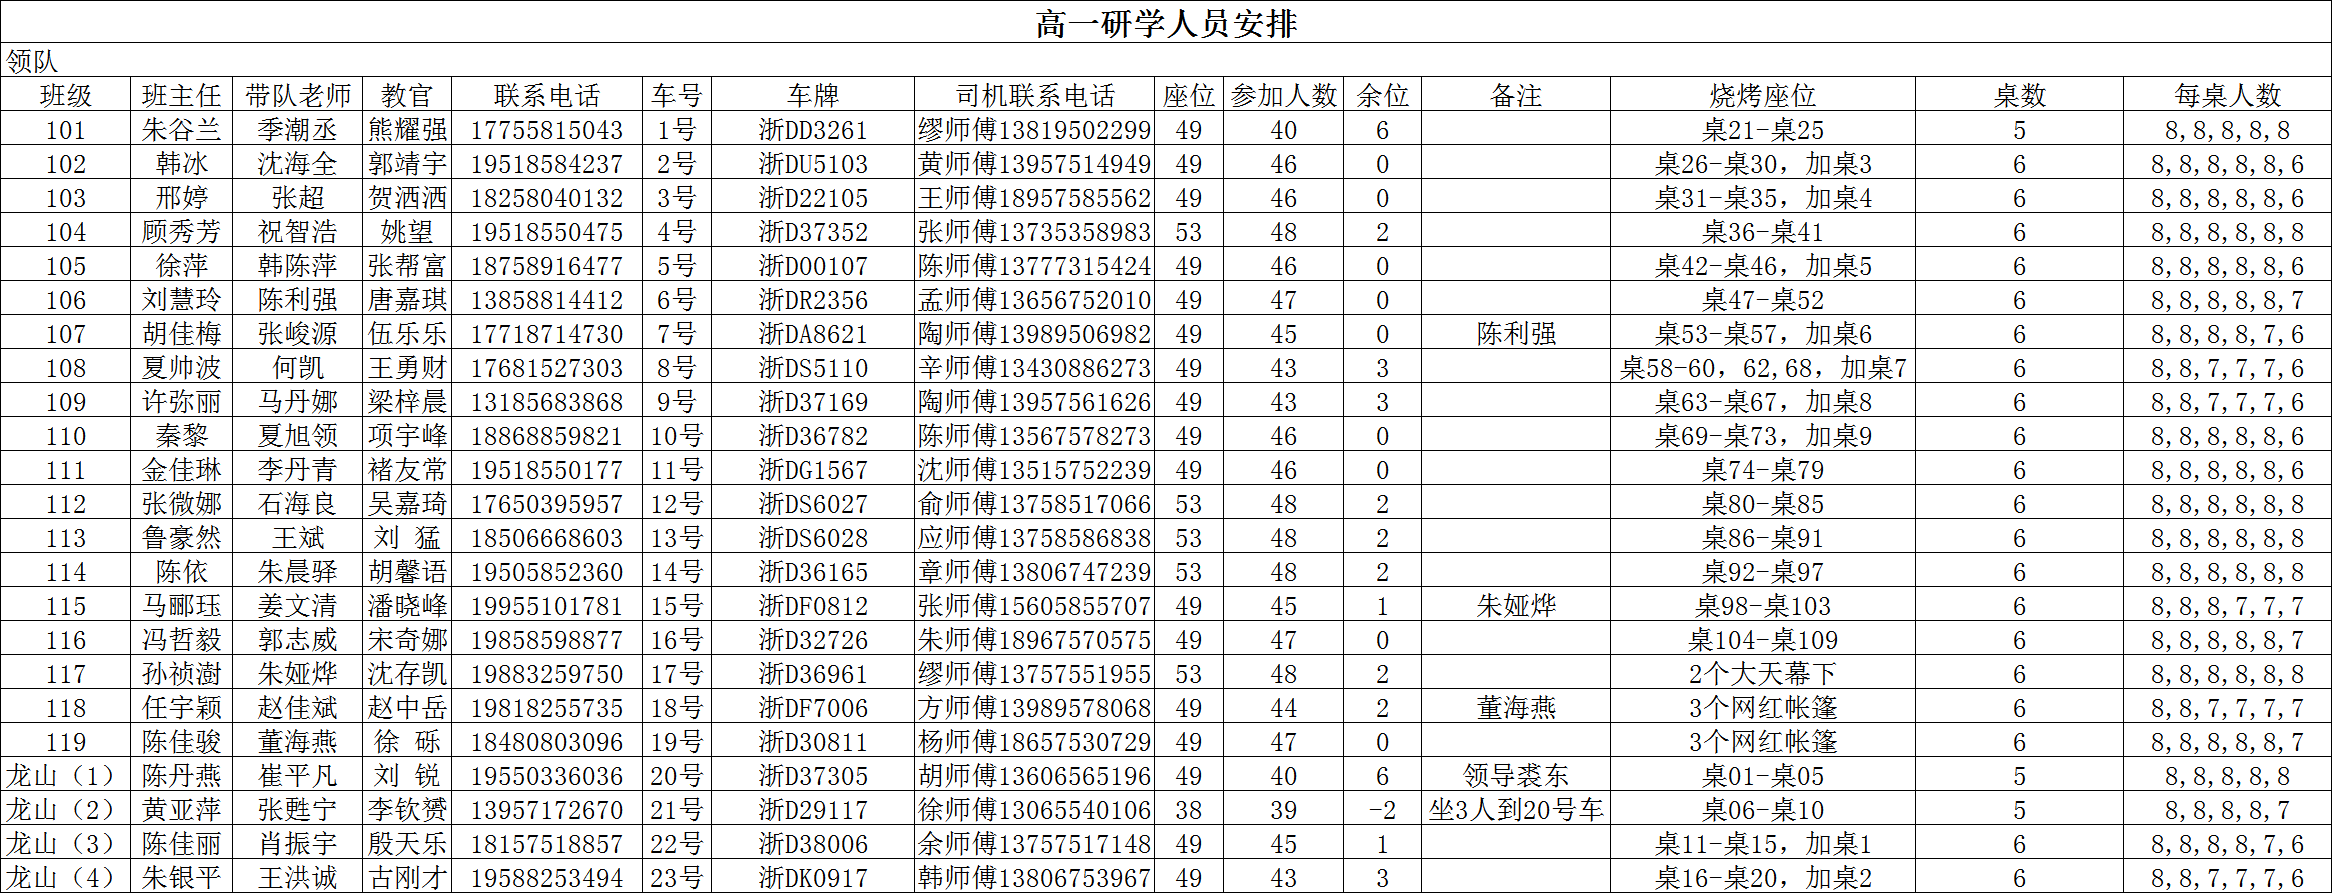 高一研学人员安排
领队
班级 班主任 带队老师 教官 联系电话 车号 车牌 司机联系电话 座位 参加人数 余位 备注 烧烤座位 桌数 每桌人数
101 朱谷兰 季潮丞 熊耀强 17755815043 1号 浙DD3261 缪师傅13819502299 49 40 6 桌21-桌25 5 8,8,8,8,8
102 韩冰 沈海全 郭靖宇 19518584237 2号 浙DU5103 黄师傅13957514949 49 46 0 桌26-桌30，加桌3 6 8,8,8,8,8,6
103 邢婷 张超 贺洒洒 18258040132 3号 浙D22105 王师傅18957585562 49 46 0 桌31-桌35，加桌4 6 8,8,8,8,8,6
104 顾秀芳 祝智浩 姚望 19518550475 4号 浙D37352 张师傅13735358983 53 48 2 桌36-桌41 6 8,8,8,8,8,8
105 徐萍 韩陈萍 张帮富 18758916477 5号 浙D00107 陈师傅13777315424 49 46 0 桌42-桌46，加桌5 6 8,8,8,8,8,6
106 刘慧玲 陈利强 唐嘉琪 13858814412 6号 浙DR2356 孟师傅13656752010 49 47 0 桌47-桌52 6 8,8,8,8,8,7
107 胡佳梅 张峻源 伍乐乐 17718714730 7号 浙DA8621 陶师傅13989506982 49 45 0 陈利强 桌53-桌57，加桌6 6 8,8,8,8,7,6
108 夏帅波 何凯 王勇财 17681527303 8号 浙DS5110 辛师傅13430886273 49 43 3 桌58-60，62,68，加桌7 6 8,8,7,7,7,6
109 许弥丽 马丹娜 梁梓晨 13185683868 9号 浙D37169 陶师傅13957561626 49 43 3 桌63-桌67，加桌8 6 8,8,7,7,7,6
110 秦黎 夏旭领 项宇峰 18868859821 10号 浙D36782 陈师傅13567578273 49 46 0 桌69-桌73，加桌9 6 8,8,8,8,8,6
111 金佳琳 李丹青 褚友常 19518550177 11号 浙DG1567 沈师傅13515752239 49 46 0 桌74-桌79 6 8,8,8,8,8,6
112 张微娜 石海良 吴嘉琦 17650395957 12号 浙DS6027 俞师傅13758517066 53 48 2 桌80-桌85 6 8,8,8,8,8,8
113 鲁豪然 王斌 刘 猛 18506668603 13号 浙DS6028 应师傅13758586838 53 48 2 桌86-桌91 6 8,8,8,8,8,8
114 陈依 朱晨驿 胡馨语 19505852360 14号 浙D36165 章师傅13806747239 53 48 2 桌92-桌97 6 8,8,8,8,8,8
115 马郦珏 姜文清 潘晓峰 19955101781 15号 浙DF0812 张师傅15605855707 49 45 1 朱娅烨 桌98-桌103 6 8,8,8,7,7,7
116 冯哲毅 郭志威 宋奇娜 19858598877 16号 浙D32726 朱师傅18967570575 49 47 0 桌104-桌109 6 8,8,8,8,8,7
117 孙祯澍 朱娅烨 沈存凯 19883259750 17号 浙D36961 缪师傅13757551955 53 48 2 2个大天幕下 6 8,8,8,8,8,8
118 任宇颖 赵佳斌 赵中岳 19818255735 18号 浙DF7006 方师傅13989578068 49 44 2 董海燕 3个网红帐篷 6 8,8,7,7,7,7
119 陈佳骏 董海燕 徐 砾 18480803096 19号 浙D30811 杨师傅18657530729 49 47 0 3个网红帐篷 6 8,8,8,8,8,7
龙山（1） 陈丹燕 崔平凡 刘 锐 19550336036 20号 浙D37305 胡师傅13606565196 49 40 6 领导裘东 桌01-桌05 5 8,8,8,8,8
龙山（2） 黄亚萍 张甦宁 李钦赟 13957172670 21号 浙D29117 徐师傅13065540106 38 39 -2 坐3人到20号车 桌06-桌10 5 8,8,8,8,7
龙山（3） 陈佳丽 肖振宇 殷天乐 18157518857 22号 浙D38006 余师傅13757517148 49 45 1 桌11-桌15，加桌1 6 8,8,8,8,7,6
龙山（4） 朱银平 王洪诚 古刚才 19588253494 23号 浙DK0917 韩师傅13806753967 49 43 3 桌16-桌20，加桌2 6 8,8,7,7,7,6